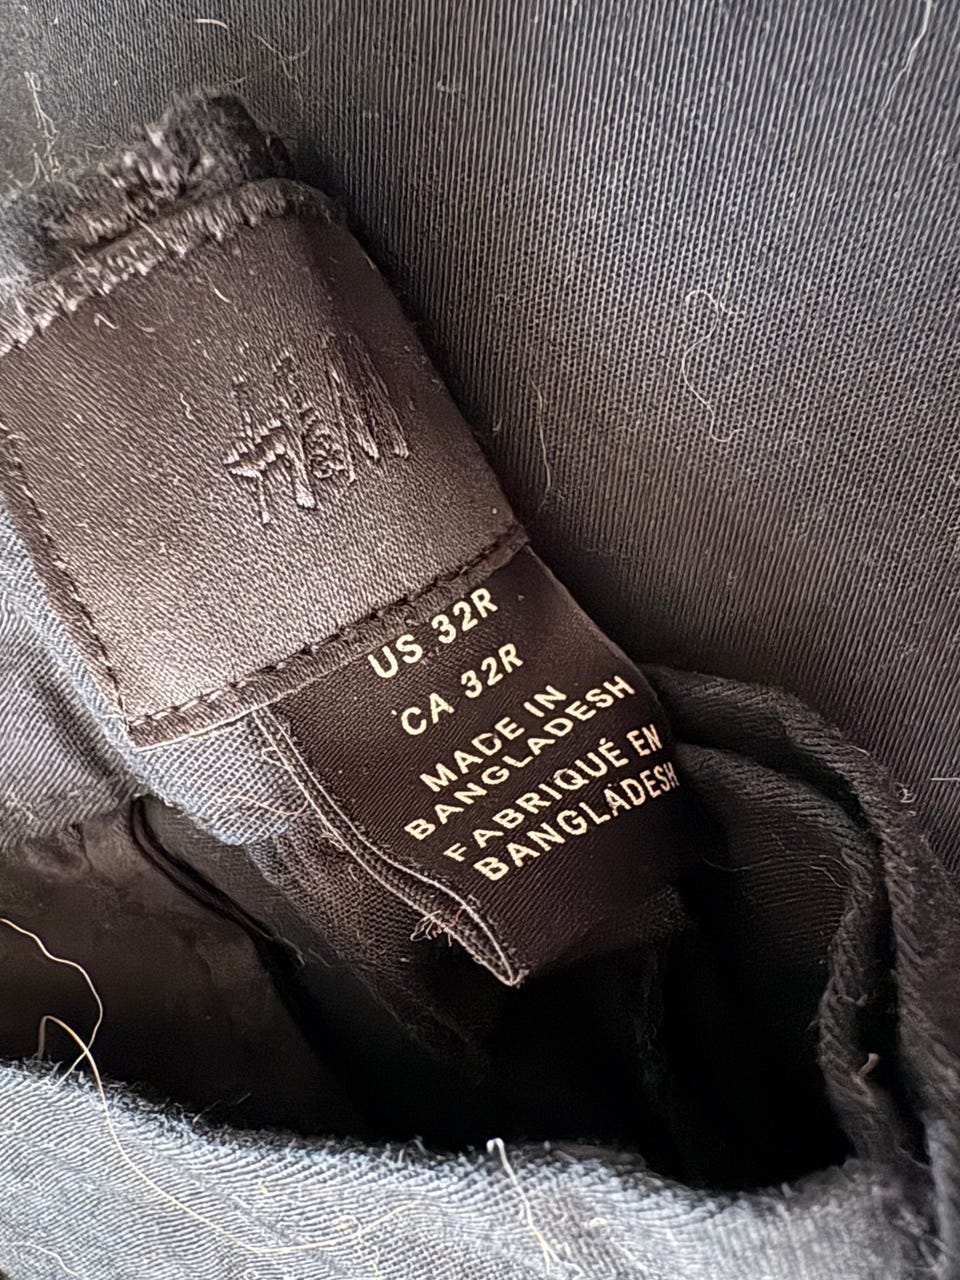 H&M
US 32R
CA 32R
MADE IN
BANGLADESH
FABRIQUÉ EN
BANGLADESH